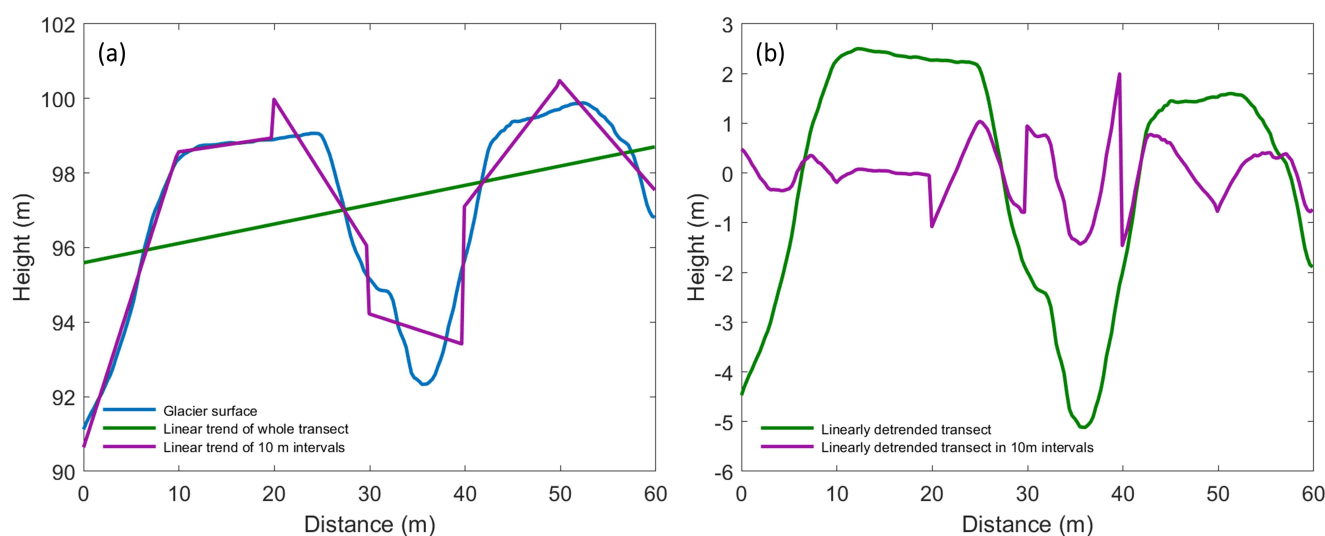 (a)
102
100
98
96
94
92
90
Height (m)
0 10 20 30 40 50 60
Distance (m)
Glacier surface
Linear trend of whole transect
Linear trend of 10 m intervals
(b)
3
2
1
0
-1
-2
-3
-4
-5
-6
Height (m)
0 10 20 30 40 50 60
Distance (m)
Linearly detrended transect
Linearly detrended transect in 10m intervals